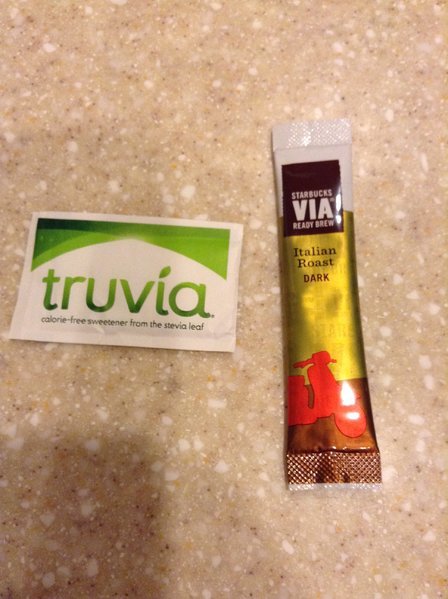 truvía®
calorie-free sweetener from the stevia leaf
STARBUCKS
VIA®
READY BREW
Italian
Roast
DARK